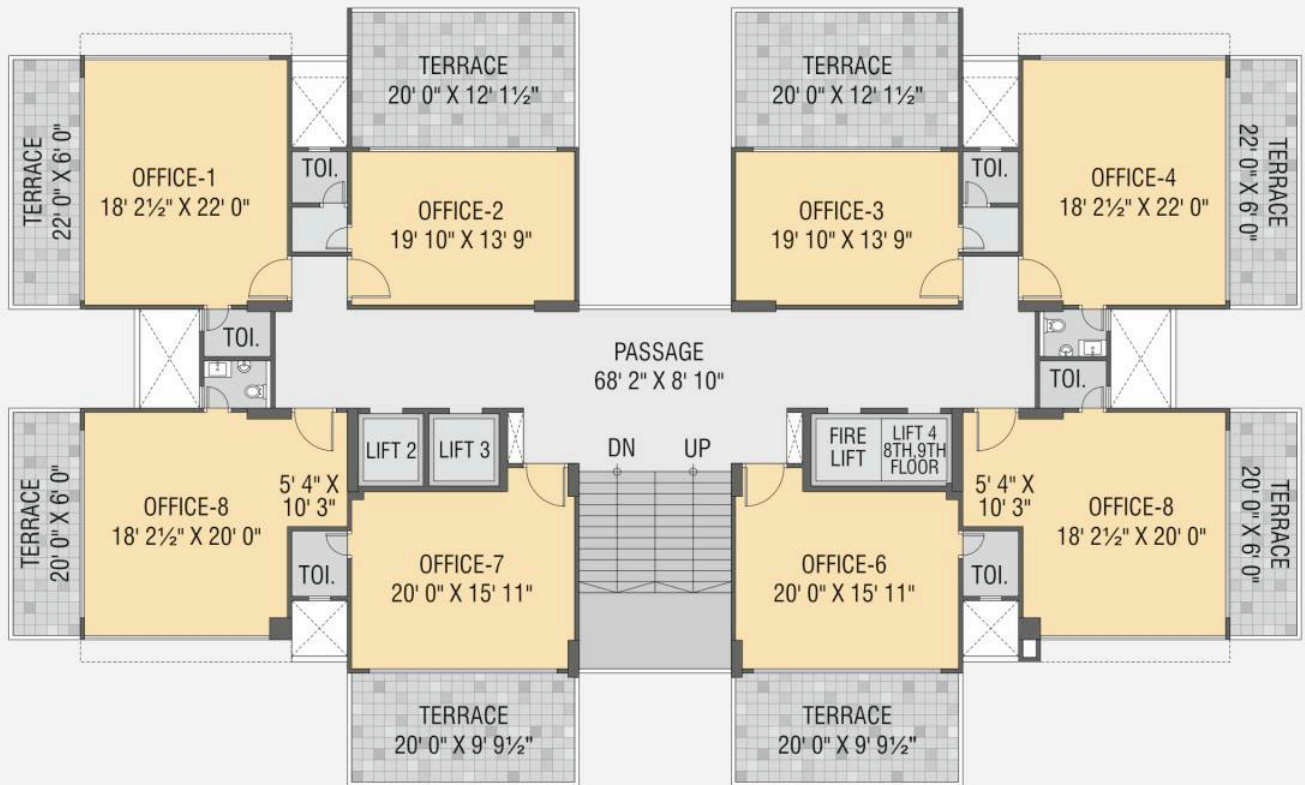 TERRACE
20' 0" X 12' 1½"
TERRACE
20' 0" X 12' 1½"
TERRACE
22' 0" X 6' 0"
OFFICE-1
18' 2½" X 22' 0"
TOI.
OFFICE-2
19' 10" X 13' 9"
OFFICE-3
19' 10" X 13' 9"
TOI.
OFFICE-4
18' 2½" X 22' 0"
TERRACE
22' 0" X 6' 0"
TOI.
PASSAGE
68' 2" X 8' 10"
TOI.
LIFT 2
LIFT 3
DN
UP
FIRE
LIFT
LIFT 4
8TH,9TH
FLOOR
TERRACE
20' 0" X 6' 0"
OFFICE-8
18' 2½" X 20' 0"
5' 4" X
10' 3"
TOI.
OFFICE-7
20' 0" X 15' 11"
OFFICE-6
20' 0" X 15' 11"
5' 4" X
10' 3"
TOI.
OFFICE-8
18' 2½" X 20' 0"
TERRACE
20' 0" X 6' 0"
TERRACE
20' 0" X 9' 9½"
TERRACE
20' 0" X 9' 9½"